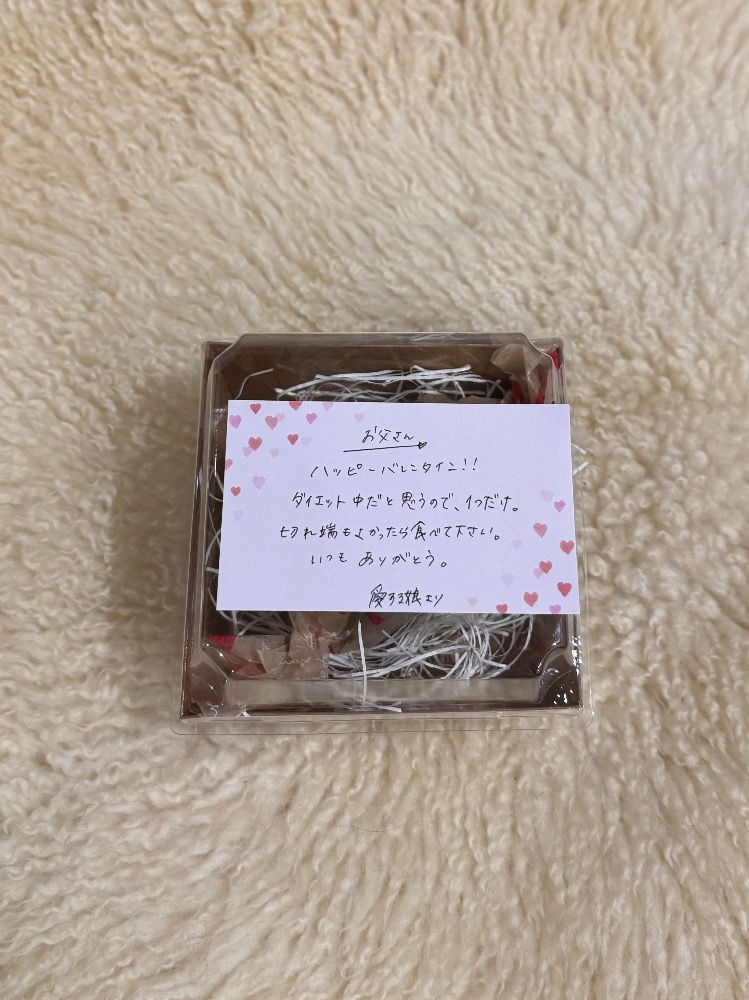 お父さん
ハッピーバレンタイン!!
ダイエット中だと思うので、1つだけ。
切れ端もよかったら食べて下さい。
いつもありがとう。
愛する娘より